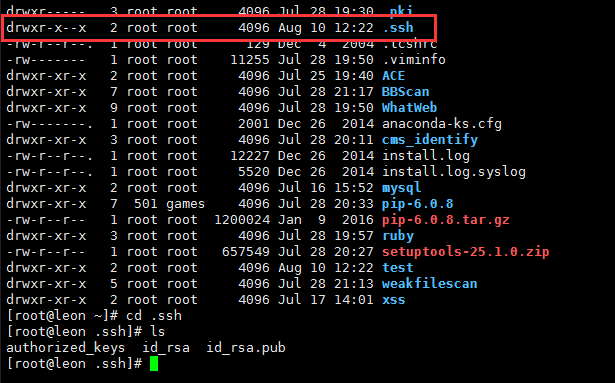 drwxr-----  3 root root    4096 Jul 28 19:30 .pki
drwxr-x--x  2 root root    4096 Aug 10 12:22 .ssh
-rw-r--r--.  1 root root     129 Dec  4  2004 .tcshrc
-rw-------  1 root root   11255 Jul 28 19:50 .viminfo
drwxr-xr-x  2 root root    4096 Jul 25 19:40 ACE
drwxr-xr-x  7 root root    4096 Jul 28 21:17 BBScan
drwxr-xr-x  9 root root    4096 Jul 28 19:50 WhatWeb
-rw-------.  1 root root    2001 Dec 26  2014 anaconda-ks.cfg
drwxr-xr-x  3 root root    4096 Jul 28 20:11 cms_identify
-rw-r--r--.  1 root root   12227 Dec 26  2014 install.log
-rw-r--r--.  1 root root    5520 Dec 26  2014 install.log.syslog
drwxr-xr-x  2 root root    4096 Jul 16 15:52 mysql
drwxr-xr-x  7  501 games    4096 Jul 28 20:33 pip-6.0.8
-rw-r--r--  1 root root 1200024 Jan  9  2016 pip-6.0.8.tar.gz
drwxr-xr-x  3 root root    4096 Jul 28 19:57 ruby
-rw-r--r--  1 root root  657549 Jul 28 20:27 setuptools-25.1.0.zip
drwxr-xr-x  2 root root    4096 Aug 10 12:22 test
drwxr-xr-x  5 root root    4096 Jul 28 21:13 weakfilescan
drwxr-xr-x  2 root root    4096 Jul 17 14:01 xss
[root@leon ~]# cd .ssh
[root@leon .ssh]# ls
authorized_keys  id_rsa  id_rsa.pub
[root@leon .ssh]#